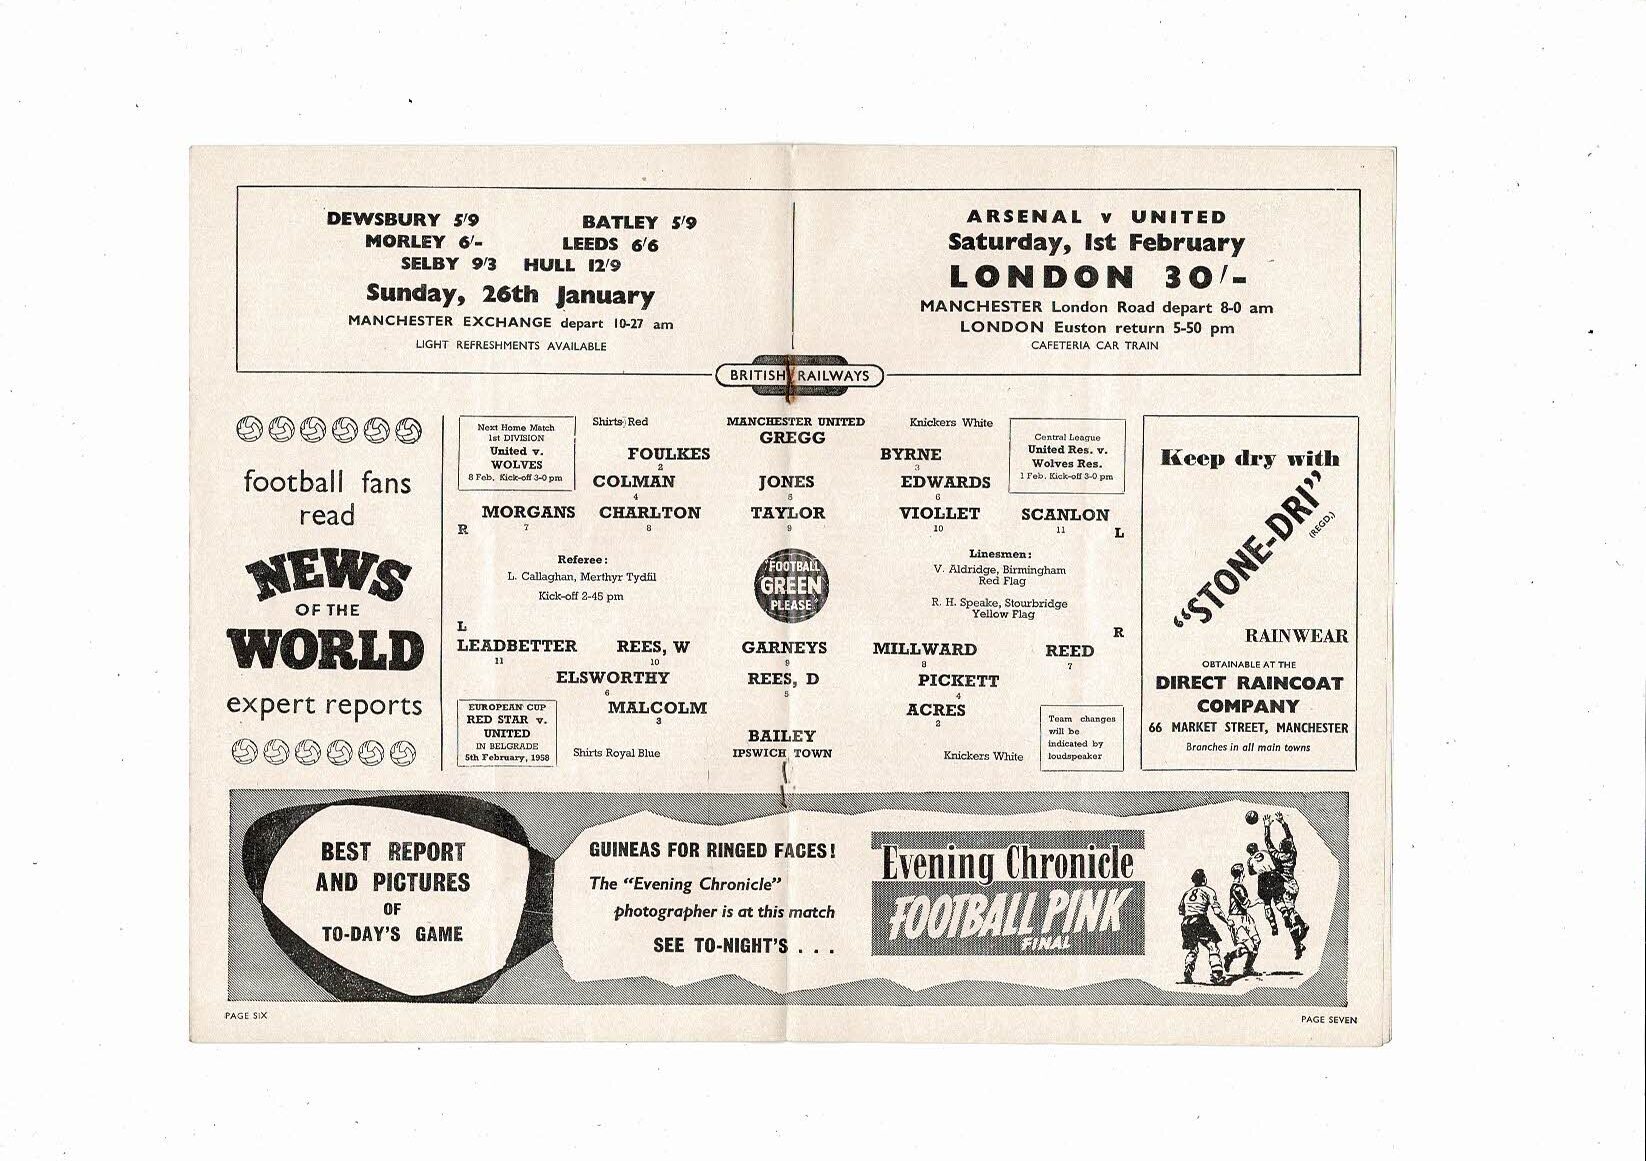 DEWSBURY 5/9 BATLEY 5/9
MORLEY 6/- LEEDS 6/6
SELBY 9/3 HULL 12/9
Sunday, 26th January
MANCHESTER EXCHANGE depart 10-27 am
LIGHT REFRESHMENTS AVAILABLE
ARSENAL v UNITED
Saturday, 1st February
LONDON 30/-
MANCHESTER London Road depart 8-0 am
LONDON Euston return 5-50 pm
CAFETERIA CAR TRAIN
BRITISH RAILWAYS
football fans
read
NEWS
OF THE
WORLD
expert reports
Next Home Match
1st DIVISION
United v.
WOLVES
8 Feb. Kick-off 3-0 pm
Shirts Red
MANCHESTER UNITED
Knickers White
Central League
United Res. v.
Wolves Res.
1 Feb. Kick-off 3-0 pm
GREGG
FOULKES BYRNE
2 3
COLMAN JONES EDWARDS
4 5 6
MORGANS CHARLTON TAYLOR VIOLLET SCANLON
R 7 8 9 10 11 L
Referee:
L. Callaghan, Merthyr Tydfil
Kick-off 2-45 pm
FOOTBALL
GREEN
PLEASE
Linesmen:
V. Aldridge, Birmingham
Red Flag
R. H. Speake, Stourbridge
Yellow Flag
L R
LEADBETTER REES, W GARNEYS MILLWARD REED
11 10 9 8 7
ELSWORTHY REES, D PICKETT
6 5 4
MALCOLM ACRES
3 2
BAILEY
EUROPEAN CUP
RED STAR v.
UNITED
IN BELGRADE
5th February, 1958
Shirts Royal Blue
IPSWICH TOWN
Knickers White
Team changes
will be
indicated by
loudspeaker
Keep dry with
"STONE-DRI"
(REGD.)
RAINWEAR
OBTAINABLE AT THE
DIRECT RAINCOAT
COMPANY
66 MARKET STREET, MANCHESTER
Branches in all main towns
BEST REPORT
AND PICTURES
OF
TO-DAY'S GAME
GUINEAS FOR RINGED FACES!
The "Evening Chronicle"
photographer is at this match
SEE TO-NIGHT'S . . .
Evening Chronicle
FOOTBALL PINK
FINAL
8
PAGE SIX
PAGE SEVEN